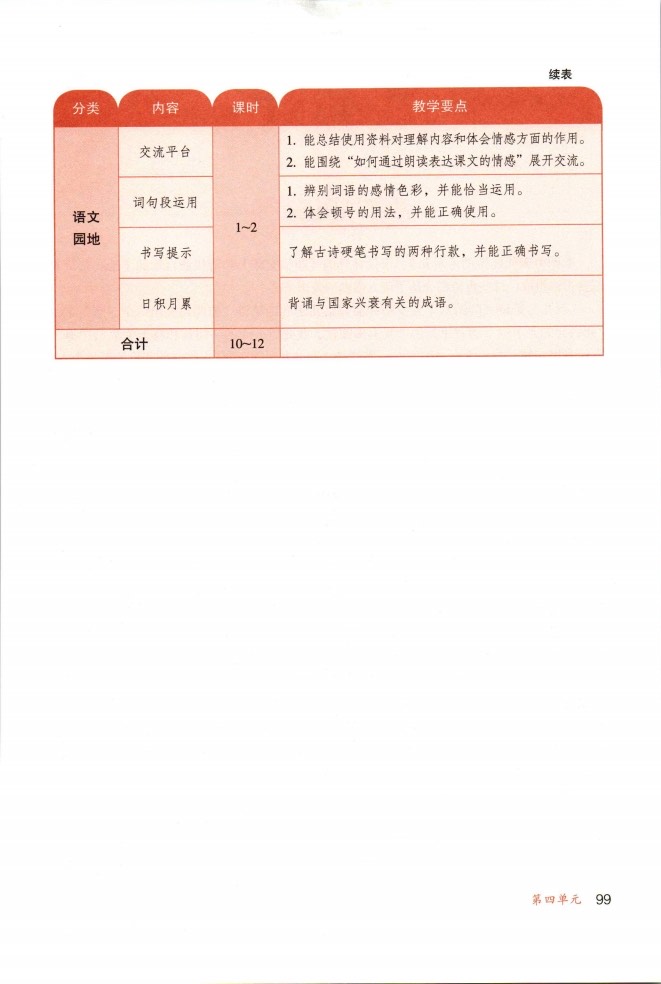 续表
分类 内容 课时 教学要点
语文园地
1~2
交流平台
1. 能总结使用资料对理解内容和体会情感方面的作用。
2. 能围绕“如何通过朗读表达课文的情感”展开交流。
词句段运用
1. 辨别词语的感情色彩，并能恰当运用。
2. 体会顿号的用法，并能正确使用。
书写提示
了解古诗硬笔书写的两种行款，并能正确书写。
日积月累
背诵与国家兴衰有关的成语。
合计 10~12
第四单元 99